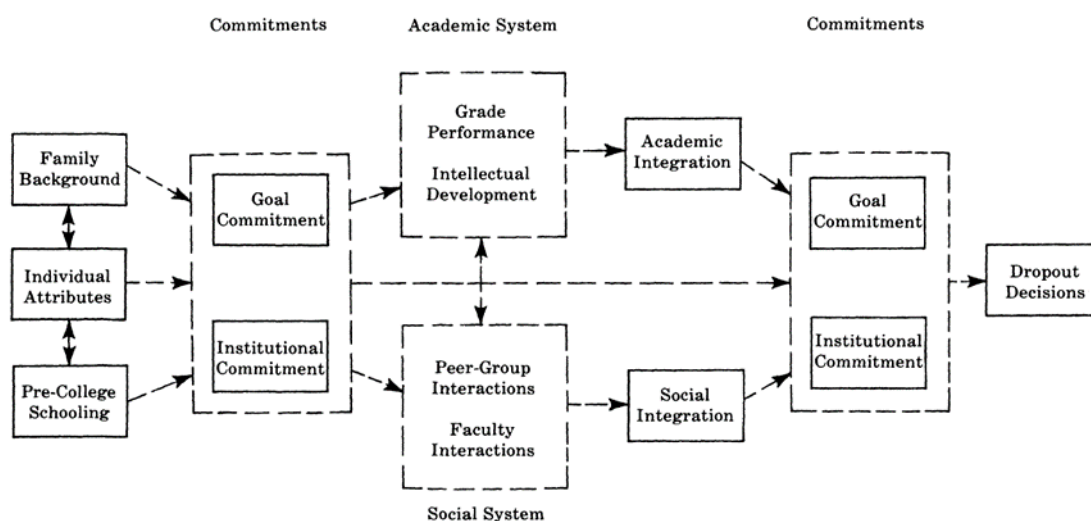 Commitments
Academic System
Commitments
Family
Background
Individual
Attributes
Pre-College
Schooling
Goal
Commitment
Institutional
Commitment
Grade
Performance
Intellectual
Development
Peer-Group
Interactions
Faculty
Interactions
Social System
Academic
Integration
Social
Integration
Goal
Commitment
Institutional
Commitment
Dropout
Decisions